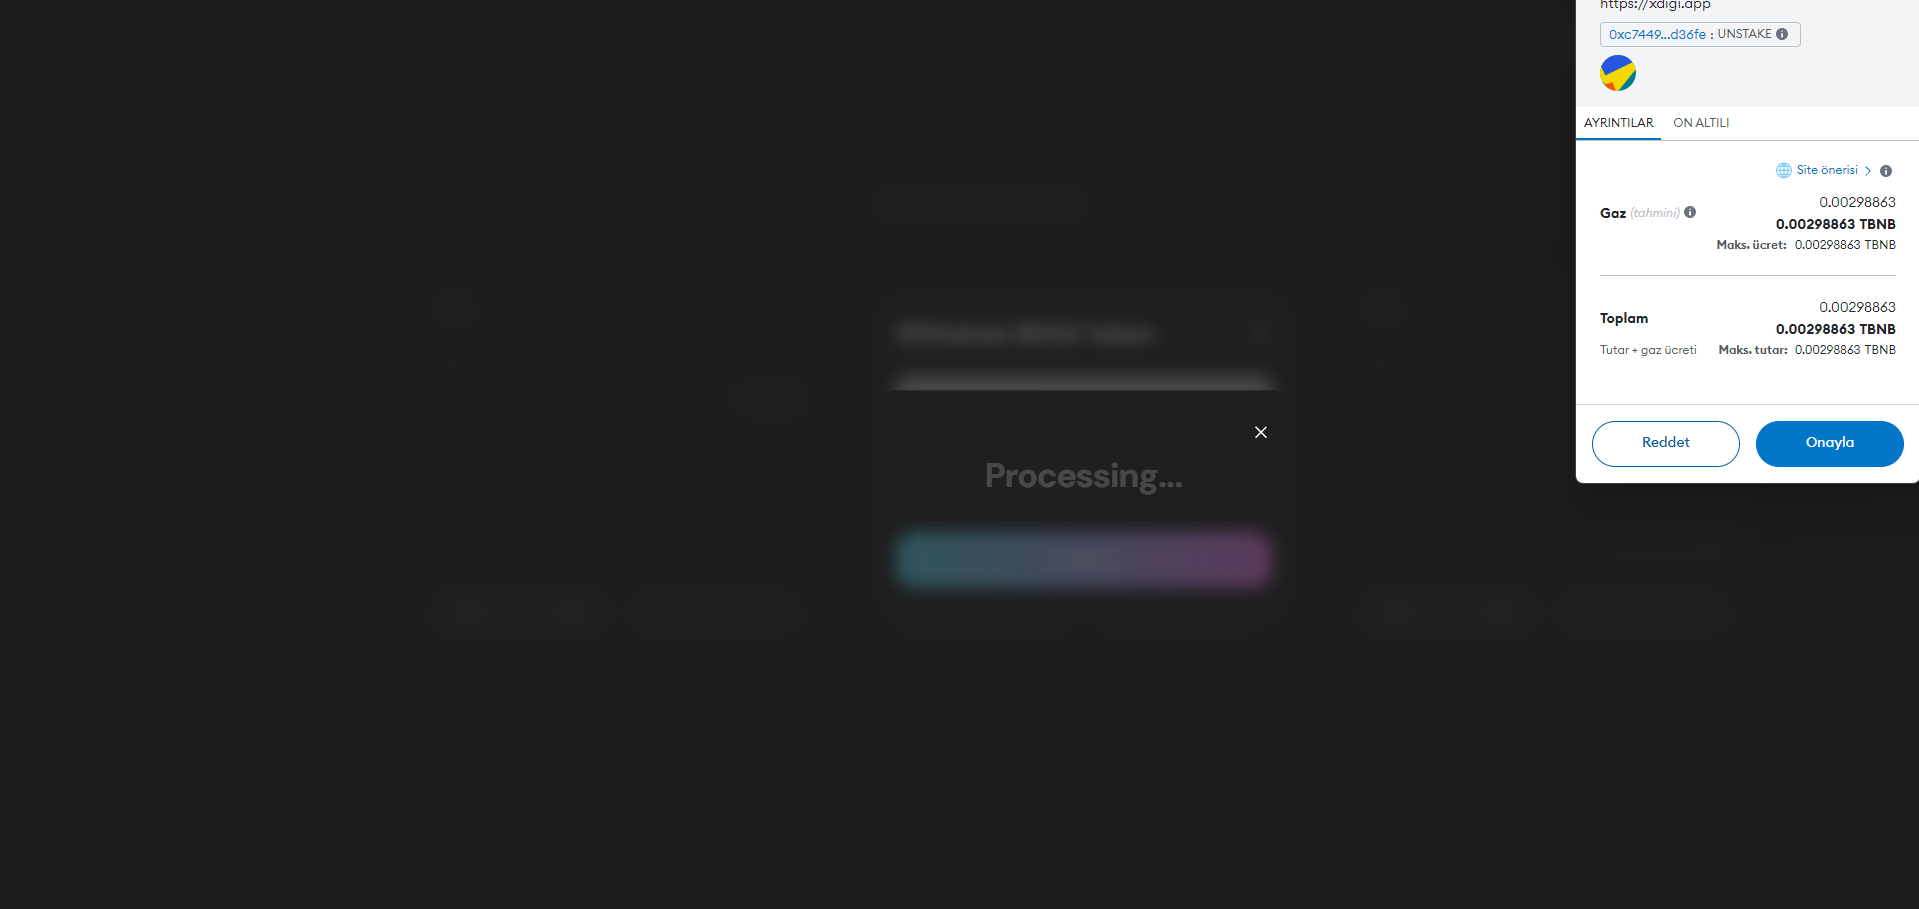 https://xdigi.app
0xc7449...d36fe : UNSTAKE
AYRINTILAR
ON ALTILI
Site önerisi
Gaz (tahmini)
0.00298863
0.00298863 TBNB
Maks. ücret: 0.00298863 TBNB
Toplam
0.00298863
0.00298863 TBNB
Tutar + gaz ücreti
Maks. tutar: 0.00298863 TBNB
Reddet
Onayla
Processing...